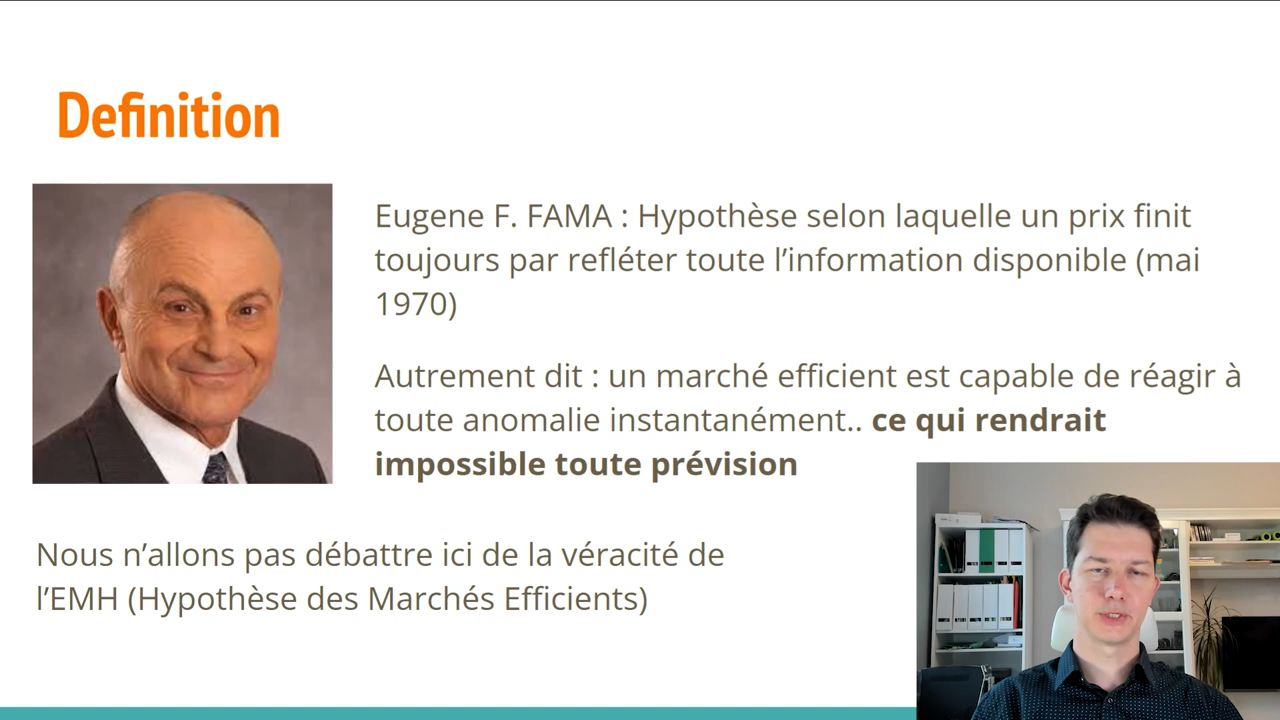 Definition
Eugene F. FAMA : Hypothèse selon laquelle un prix finit
toujours par refléter toute l’information disponible (mai
1970)
Autrement dit : un marché efficient est capable de réagir à
toute anomalie instantanément.. ce qui rendrait
impossible toute prévision
Nous n’allons pas débattre ici de la véracité de
l’EMH (Hypothèse des Marchés Efficients)